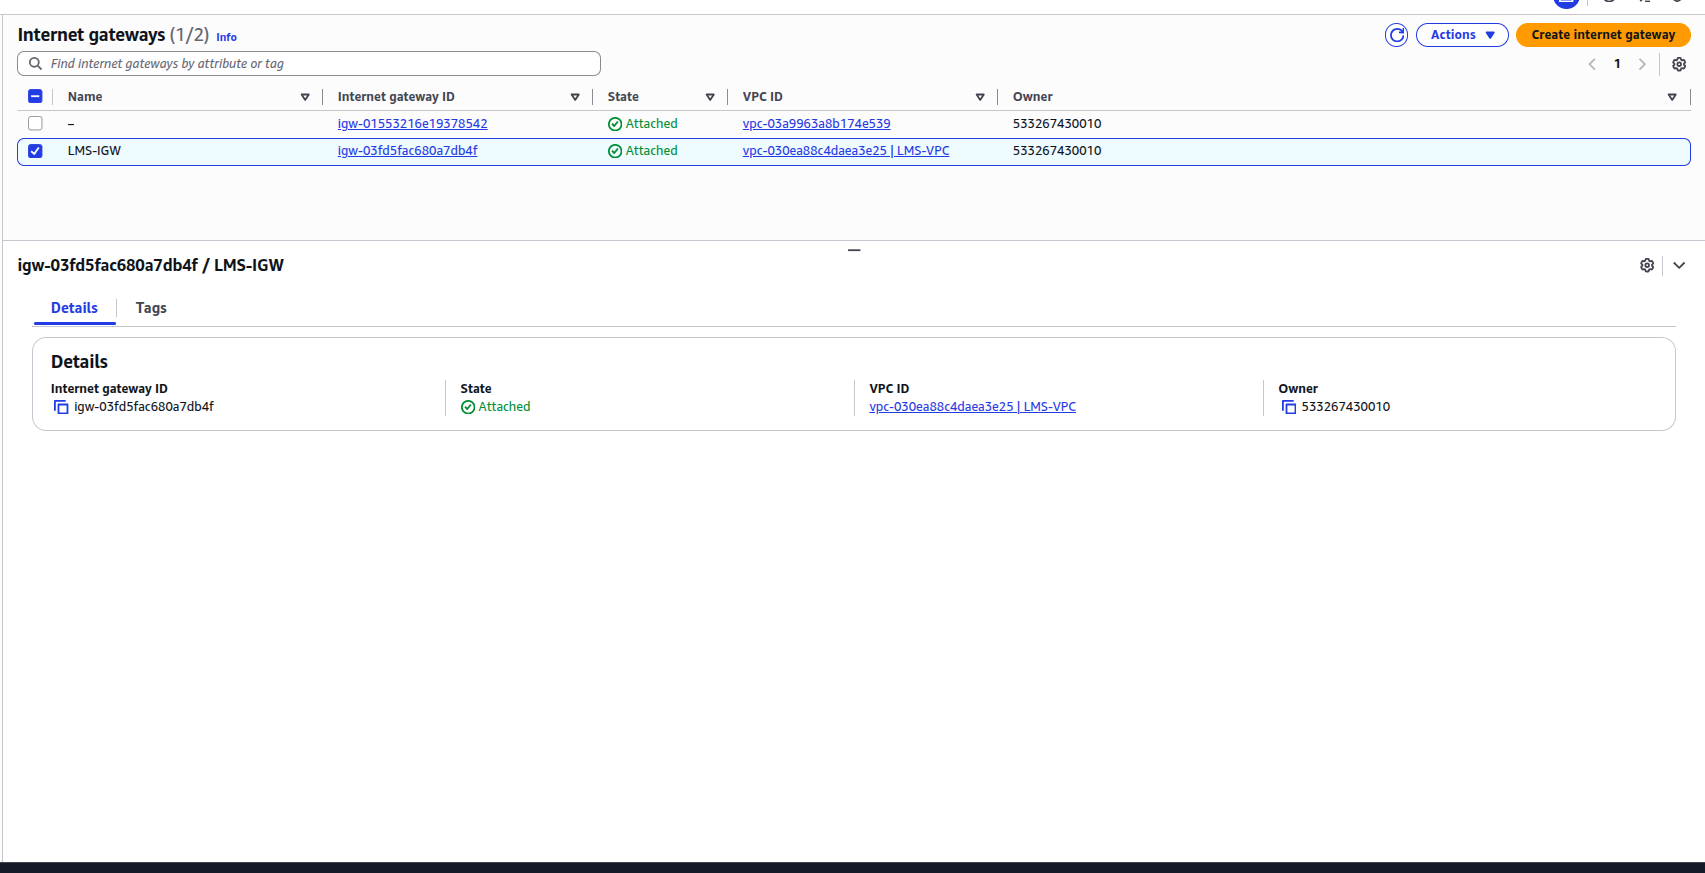 Internet gateways (1/2) Info
Actions
Create internet gateway
Find internet gateways by attribute or tag
1
Name Internet gateway ID State VPC ID Owner
– igw-01553216e19378542 Attached vpc-03a9963a8b174e539 533267430010
LMS-IGW igw-03fd5fac680a7db4f Attached vpc-030ea88c4daea3e25 | LMS-VPC 533267430010
igw-03fd5fac680a7db4f / LMS-IGW
Details Tags
Details
Internet gateway ID State VPC ID Owner
igw-03fd5fac680a7db4f Attached vpc-030ea88c4daea3e25 | LMS-VPC 533267430010